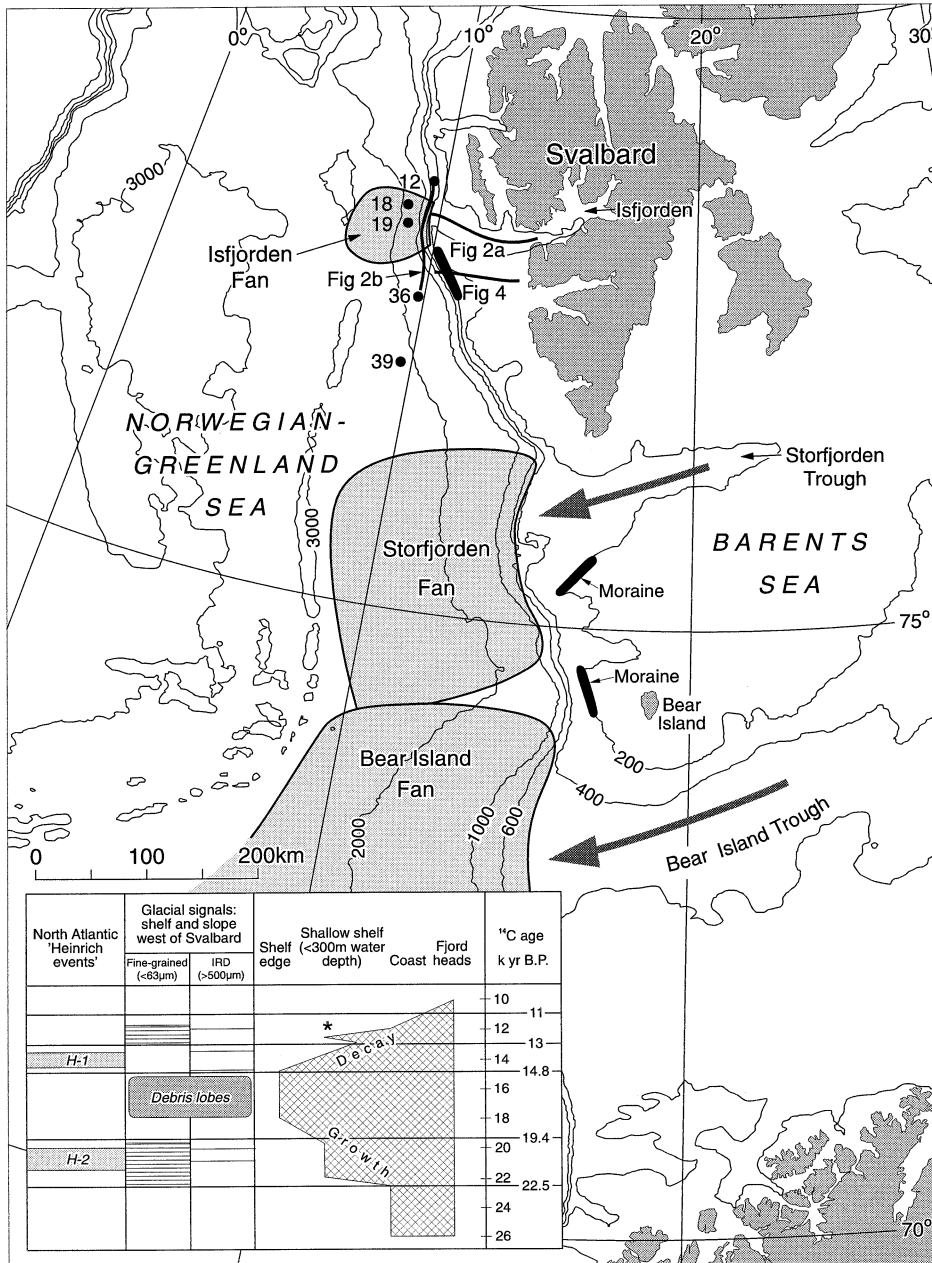 0°
10°
20°
30
3000
Svalbard
12
18
19
Isfjorden
Isfjorden
Fan
Fig 2a
Fig 2b
36
Fig 4
39
NORWEGIAN-
GREENLAND
SEA
3000
Storfjorden
Trough
BARENTS
SEA
Storfjorden
Fan
Moraine
75°
Moraine
Bear
Island
Bear Island
Fan
200
400
2000
1000
600
Bear Island Trough
0 100 200km
North Atlantic
'Heinrich
events'
Glacial signals:
shelf and slope
west of Svalbard
Fine-grained
(<63µm)
IRD
(>500µm)
Shelf
edge
Shallow shelf
(<300m water
depth)
Coast
Fjord
heads
¹⁴C age
k yr B.P.
10
11
*
12
13
H-1
Decay
14
14.8
Debris lobes
16
18
Growth
19.4
H-2
20
22
22.5
24
26
70°